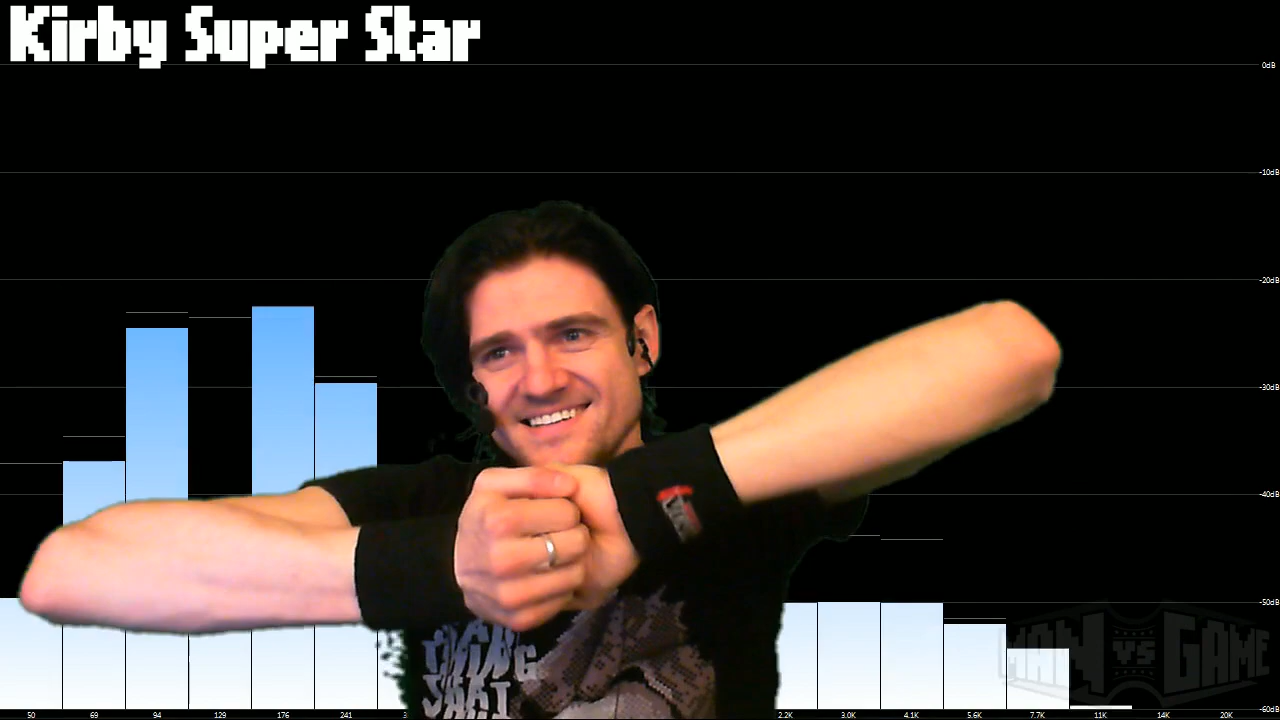 Kirby Super Star
0dB
-10dB
-20dB
-30dB
-40dB
-50dB
MAN VS GAME
-60dB
50 69 94 129 176 241 3 2.2K 3.0K 4.1K 5.6K 7.7K 11K 14K 20K